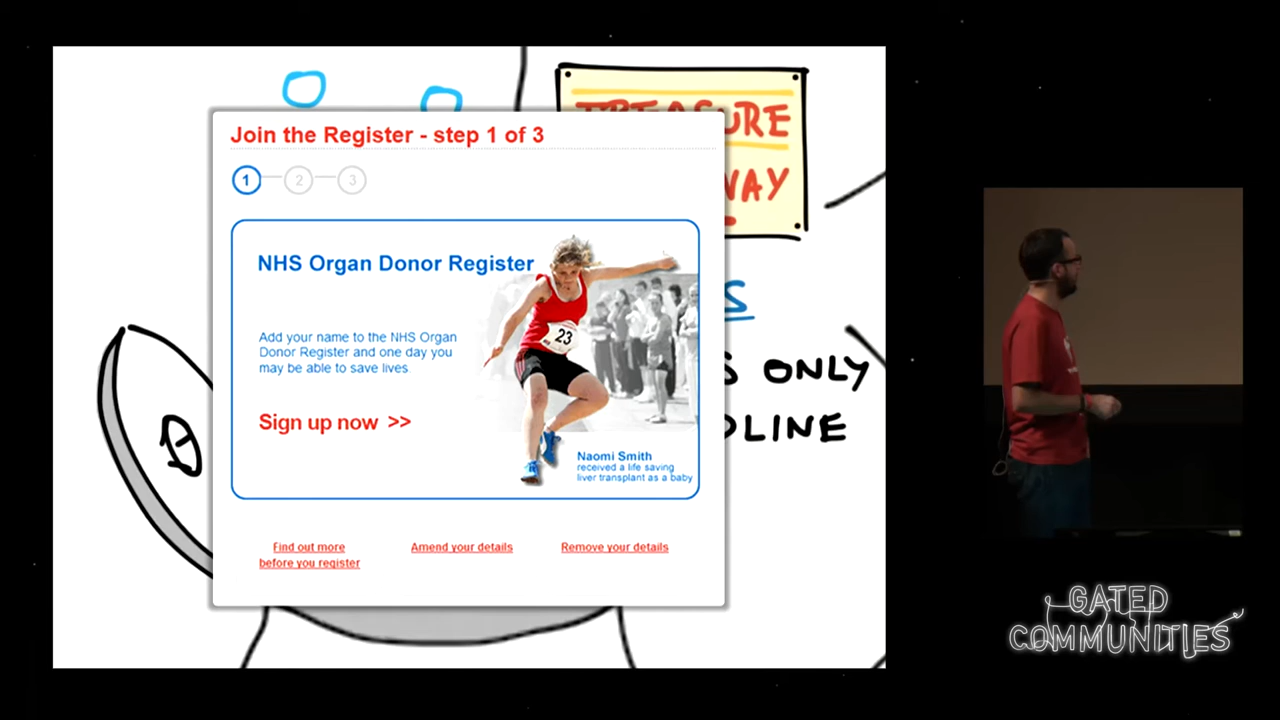 Join the Register - step 1 of 3
1 2 3
NHS Organ Donor Register
Add your name to the NHS Organ
Donor Register and one day you
may be able to save lives
Sign up now >>
23
Naomi Smith
received a life saving
liver transplant as a baby
Find out more
before you register
Amend your details
Remove your details
TREASURE
WAY
S
S ONLY
DLINE
GATED
COMMUNITIES